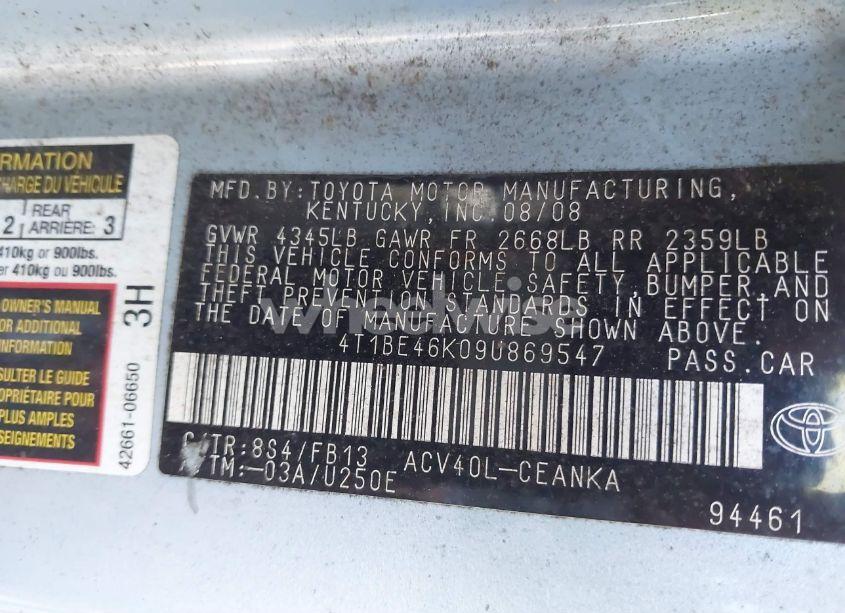 RMATION
CHARGE DU VÉHICULE
2 REAR ARRIÈRE: 3
410kg or 900lbs.
er 410kg ou 900lbs.
OWNER'S MANUAL
OR ADDITIONAL
INFORMATION
SULTER LE GUIDE
OPRIÉTAIRE POUR
PLUS AMPLES
SEIGNEMENTS
42661-06650 3H
MFD.BY:TOYOTA MOTOR MANUFACTURING,
KENTUCKY,INC.08/08
GVWR 4345LB GAWR FR 2668LB RR 2359LB
THIS VEHICLE CONFORMS TO ALL APPLICABLE
FEDERAL MOTOR VEHICLE SAFETY,BUMPER,AND
THEFT PREVENTION STANDARDS IN EFFECT ON
THE DATE OF MANUFACTURE SHOWN ABOVE.
4T1BE46K09U869547 PASS.CAR
C/TR:8S4/FB13 ACV40L-CEANKA
A/TM:-03A/U250E
94461
wheelwise